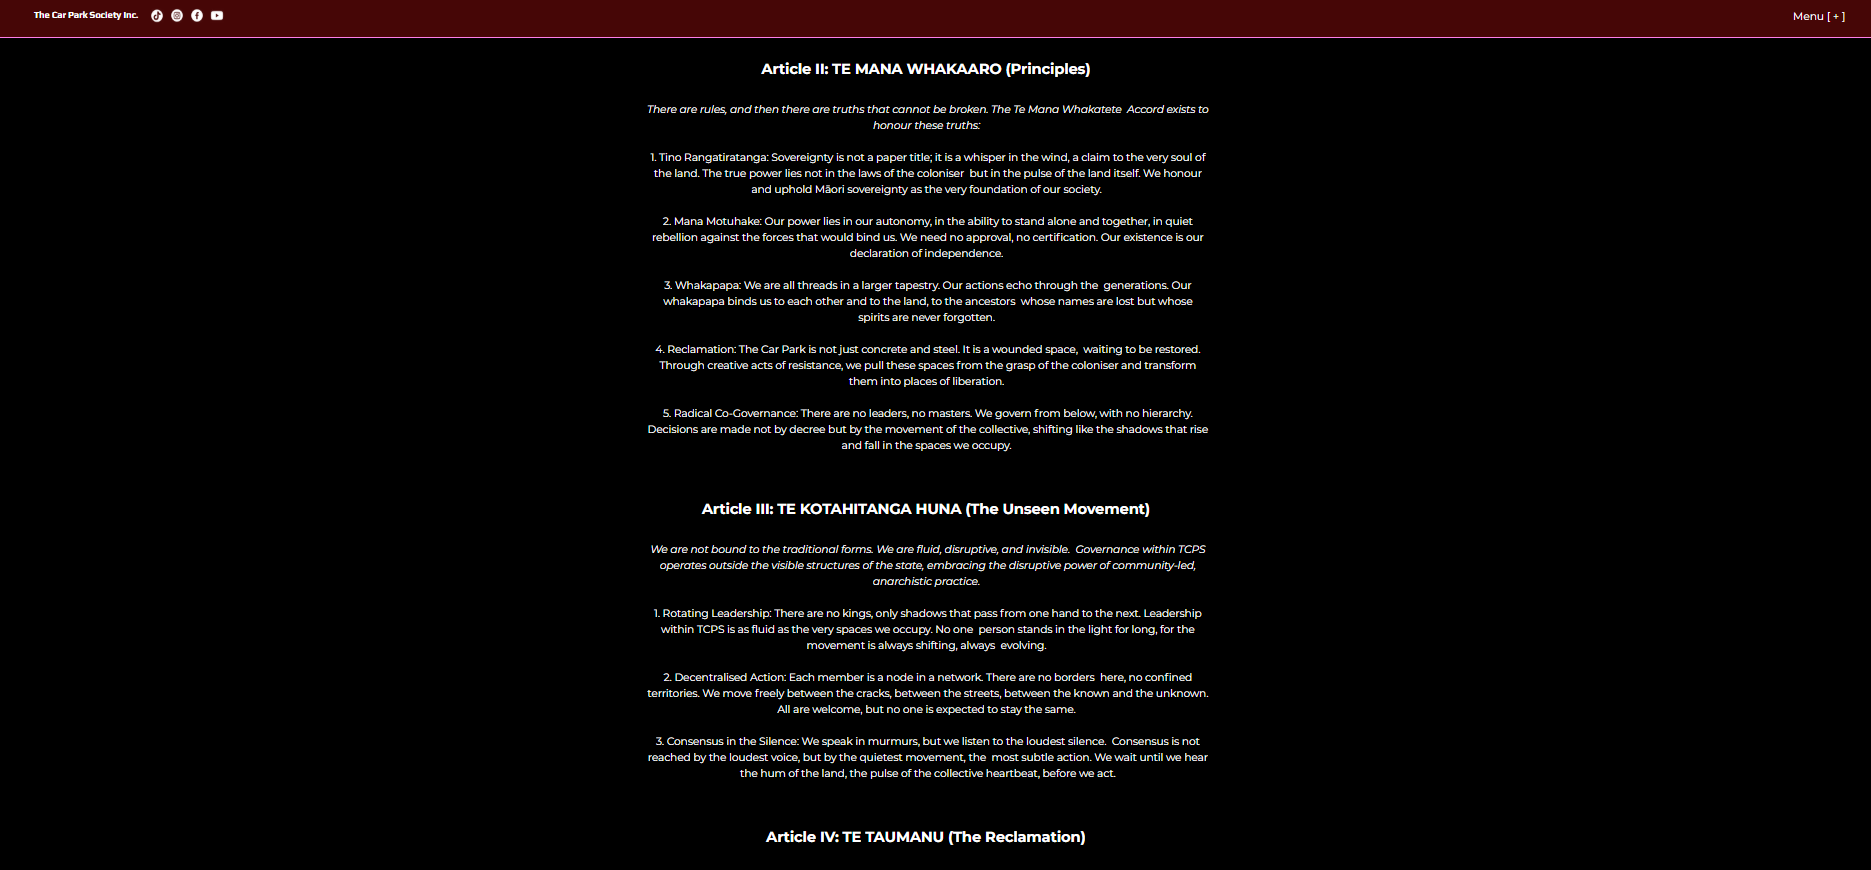 The Car Park Society Inc.
Menu [ + ]
Article II: TE MANA WHAKAARO (Principles)
There are rules, and then there are truths that cannot be broken. The Te Mana Whakatete Accord exists to
honour these truths:
1. Tino Rangatiratanga: Sovereignty is not a paper title; it is a whisper in the wind, a claim to the very soul of
the land. The true power lies not in the laws of the coloniser but in the pulse of the land itself. We honour
and uphold Māori sovereignty as the very foundation of our society.
2. Mana Motuhake: Our power lies in our autonomy, in the ability to stand alone and together, in quiet
rebellion against the forces that would bind us. We need no approval, no certification. Our existence is our
declaration of independence.
3. Whakapapa: We are all threads in a larger tapestry. Our actions echo through the generations. Our
whakapapa binds us to each other and to the land, to the ancestors whose names are lost but whose
spirits are never forgotten.
4. Reclamation: The Car Park is not just concrete and steel. It is a wounded space, waiting to be restored.
Through creative acts of resistance, we pull these spaces from the grasp of the coloniser and transform
them into places of liberation.
5. Radical Co-Governance: There are no leaders, no masters. We govern from below, with no hierarchy.
Decisions are made not by decree but by the movement of the collective, shifting like the shadows that rise
and fall in the spaces we occupy.
Article III: TE KOTAHITANGA HUNA (The Unseen Movement)
We are not bound to the traditional forms. We are fluid, disruptive, and invisible. Governance within TCPS
operates outside the visible structures of the state, embracing the disruptive power of community-led,
anarchistic practice.
1. Rotating Leadership: There are no kings, only shadows that pass from one hand to the next. Leadership
within TCPS is as fluid as the very spaces we occupy. No one person stands in the light for long, for the
movement is always shifting, always evolving.
2. Decentralised Action: Each member is a node in a network. There are no borders here, no confined
territories. We move freely between the cracks, between the streets, between the known and the unknown.
All are welcome, but no one is expected to stay the same.
3. Consensus in the Silence: We speak in murmurs, but we listen to the loudest silence. Consensus is not
reached by the loudest voice, but by the quietest movement, the most subtle action. We wait until we hear
the hum of the land, the pulse of the collective heartbeat, before we act.
Article IV: TE TAUMANU (The Reclamation)